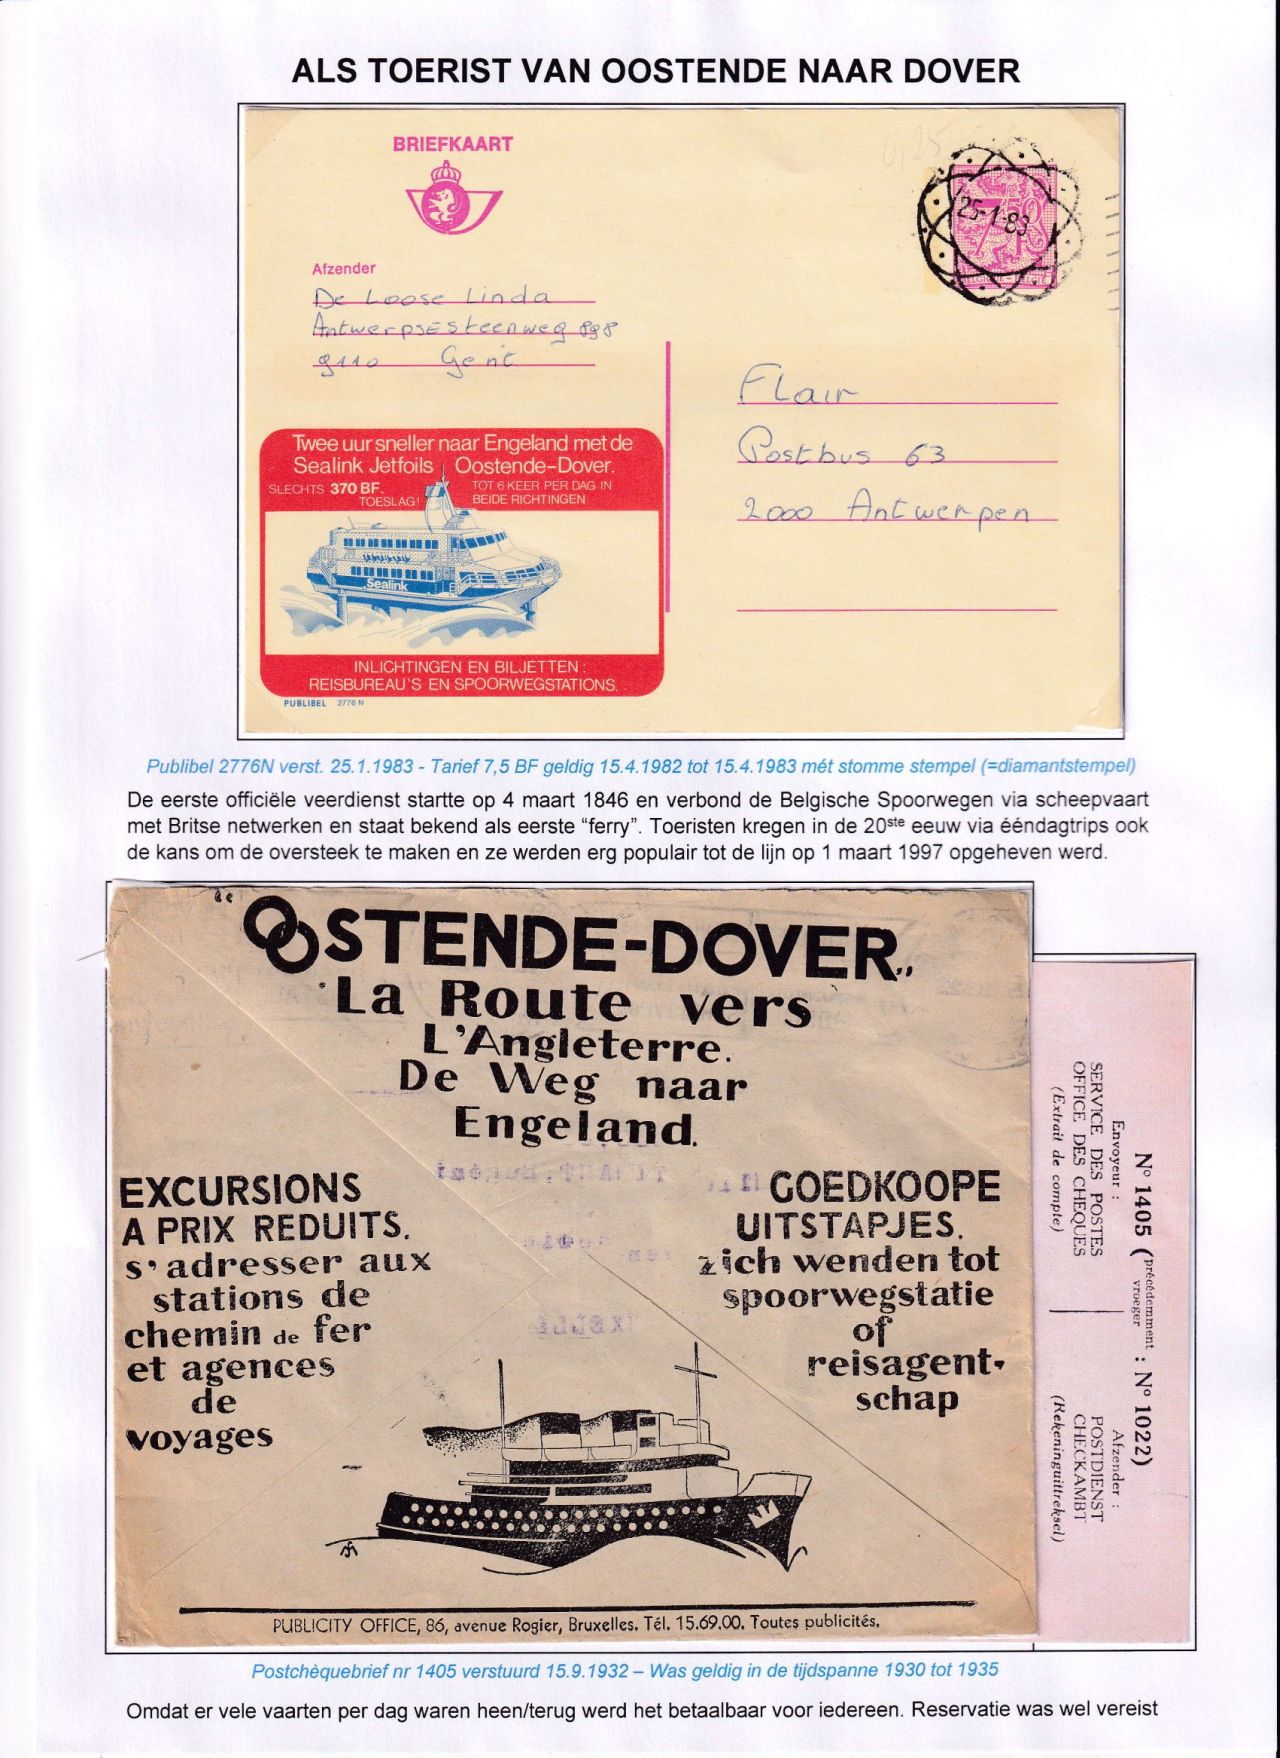 ALS TOERIST VAN OOSTENDE NAAR DOVER
BRIEFKAART
25-1-83
Afzender
De Loose Linda
Antwerpsesteenweg 898
9110 Gent
Flair
Postbus 63
2000 Antwerpen
Twee uur sneller naar Engeland met de
Sealink Jetfoils Oostende-Dover.
SLECHTS 370 BF. TOESLAG!
TOT 6 KEER PER DAG IN
BEIDE RICHTINGEN
Sealink
INLICHTINGEN EN BILJETTEN :
REISBUREAU'S EN SPOORWEGSTATIONS.
PUBLIBEL 2776 N
Publibel 2776N verst. 25.1.1983 - Tarief 7,5 BF geldig 15.4.1982 tot 15.4.1983 mét stomme stempel (=diamantstempel)
De eerste officiële veerdienst startte op 4 maart 1846 en verbond de Belgische Spoorwegen via scheepvaart
met Britse netwerken en staat bekend als eerste “ferry”. Toeristen kregen in de 20ste eeuw via ééndagtrips ook
de kans om de oversteek te maken en ze werden erg populair tot de lijn op 1 maart 1997 opgeheven werd.
"OOSTENDE-DOVER,,
La Route vers
L'Angleterre.
De Weg naar
Engeland.
EXCURSIONS
A PRIX REDUITS.
s'adresser aux
stations de
chemin de fer
et agences
de
voyages
GOEDKOOPE
UITSTAPJES.
zich wenden tot
spoorwegstatie
of
reisagent-
schap
PUBLICITY OFFICE, 86, avenue Rogier, Bruxelles. Tél. 15.69.00. Toutes publicités.
N° 1405 (précédemment vroeger : N° 1022)
Envoyeur :
SERVICE DES POSTES
OFFICE DES CHEQUES
(Extrait de compte)
Afzender :
POSTDIENST
CHECKAMBT
(Rekeninguittreksel)
Postchèquebrief nr 1405 verstuurd 15.9.1932 – Was geldig in de tijdspanne 1930 tot 1935
Omdat er vele vaarten per dag waren heen/terug werd het betaalbaar voor iedereen. Reservatie was wel vereist